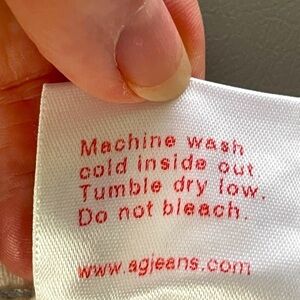 Machine wash
cold inside out.
Tumble dry low.
Do not bleach.
www.agjeans.com